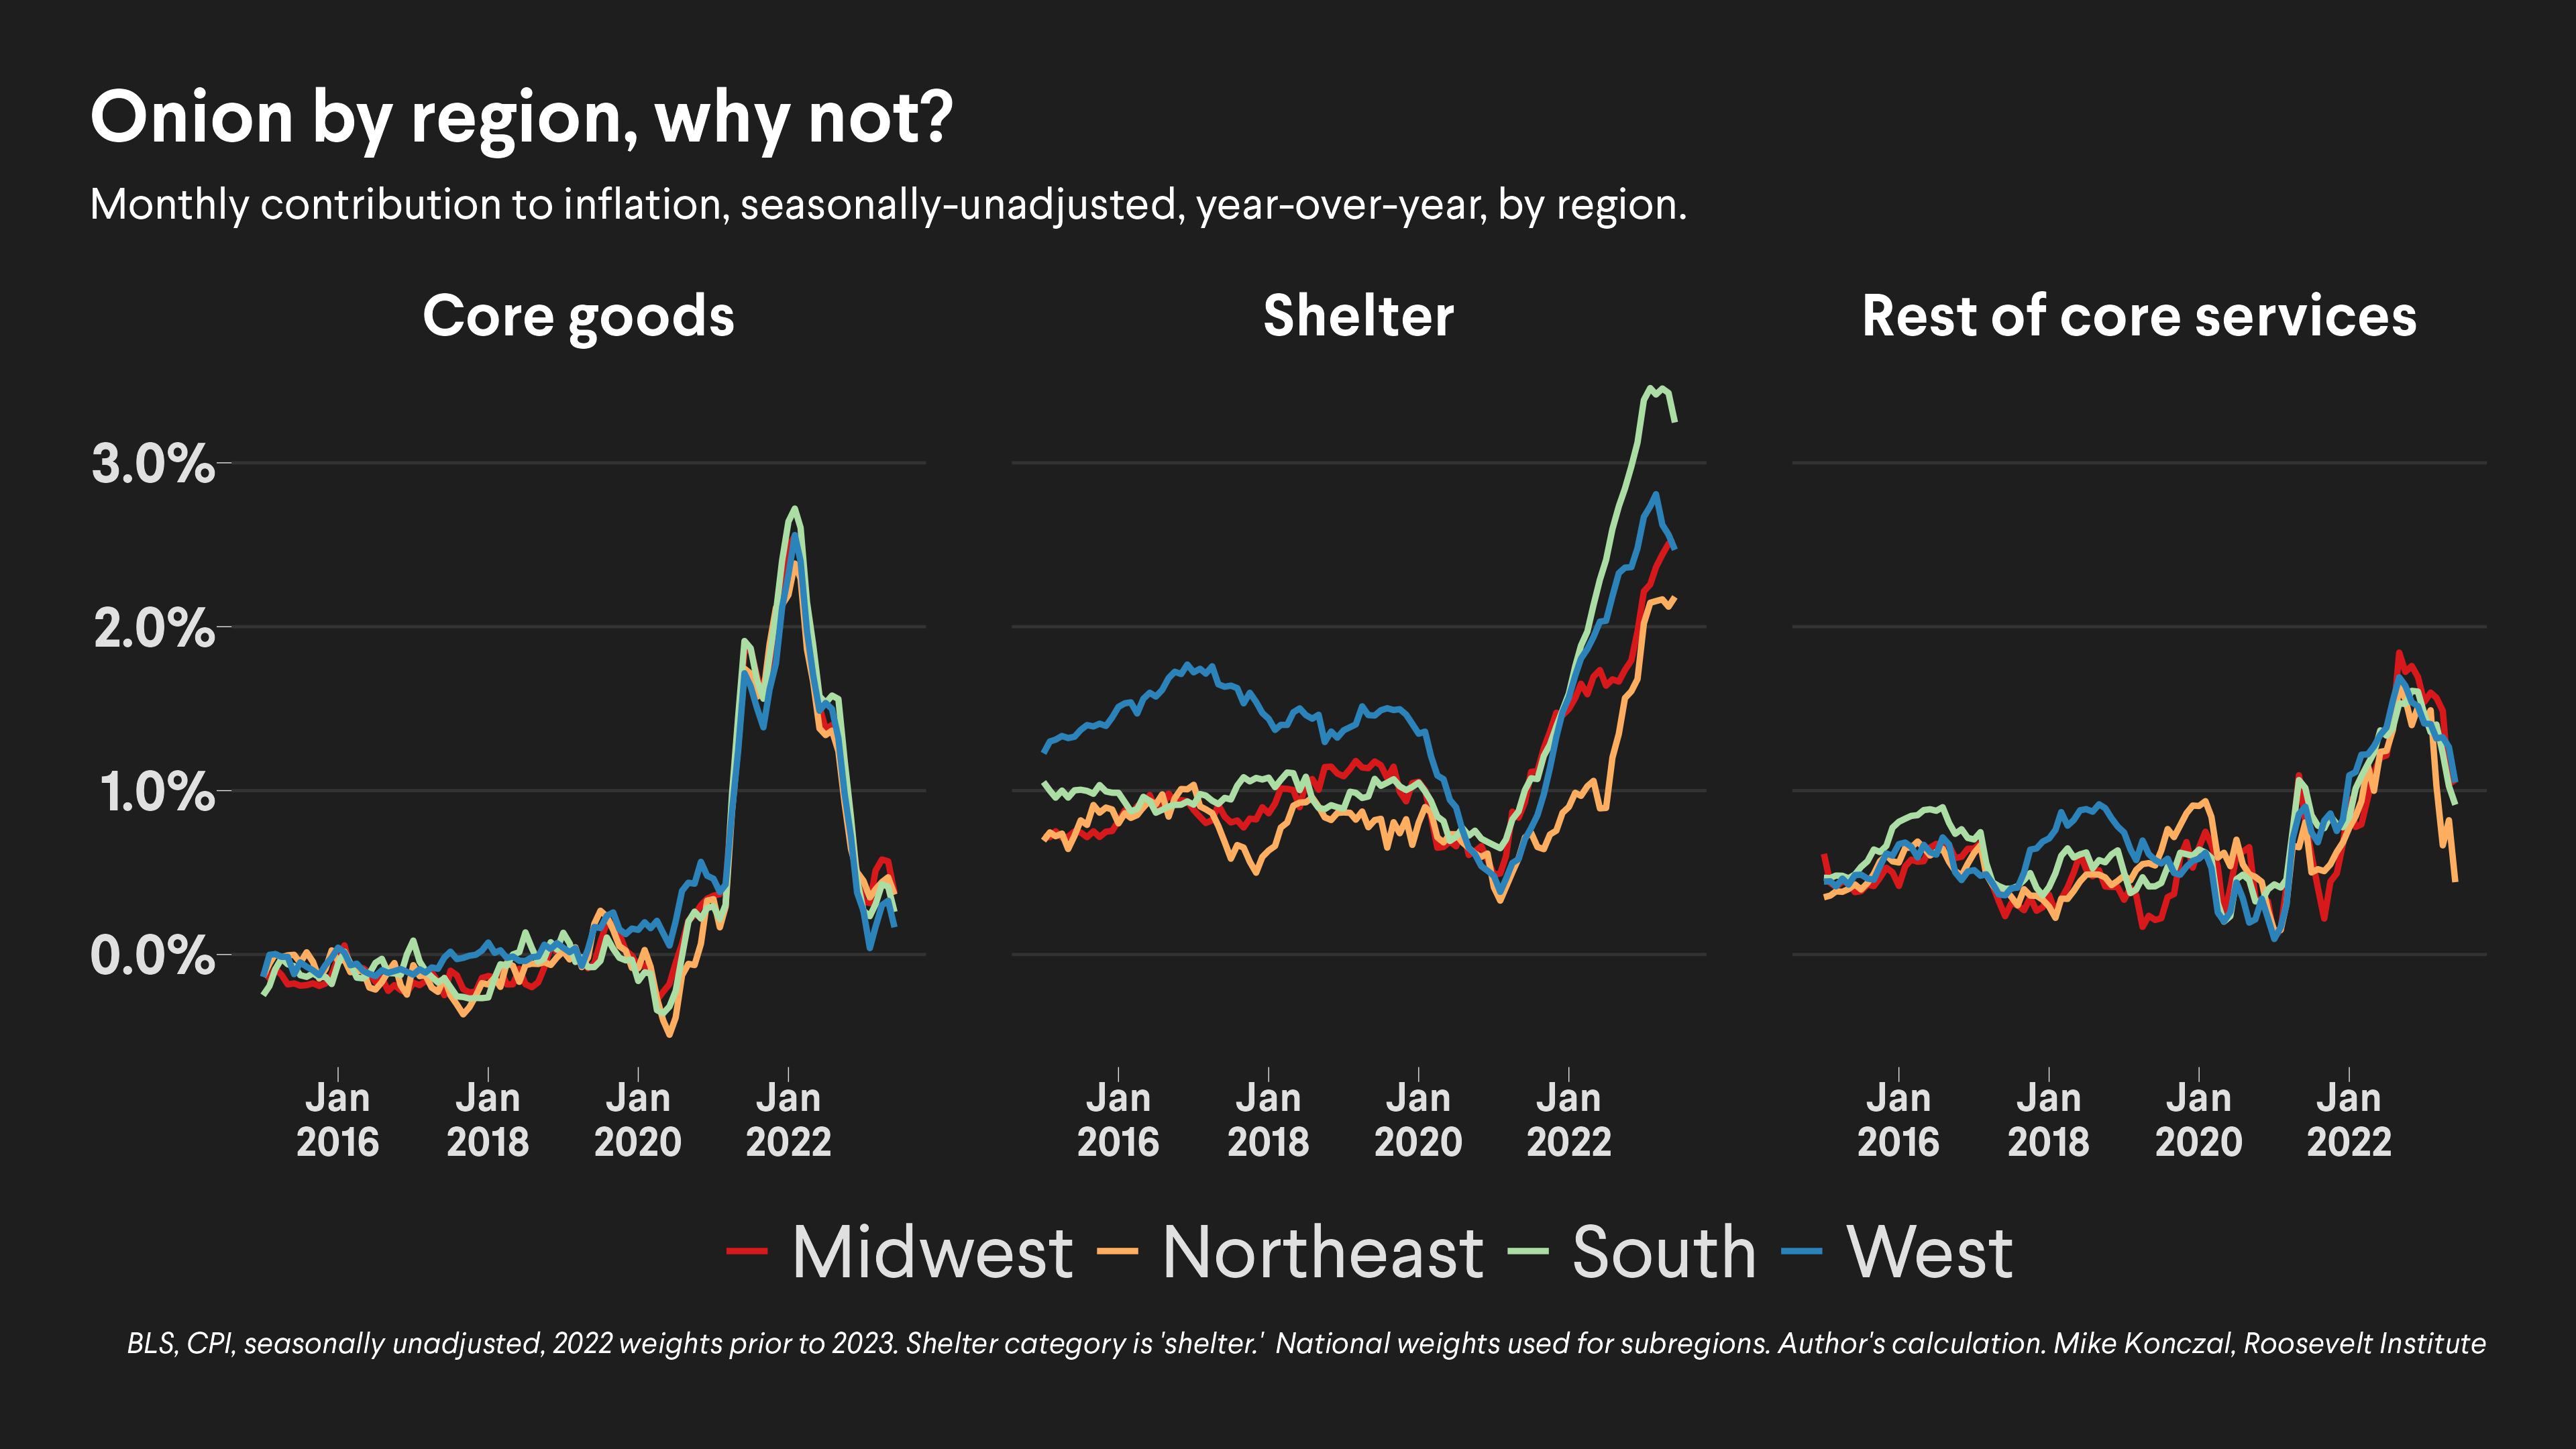 Onion by region, why not?
Monthly contribution to inflation, seasonally-unadjusted, year-over-year, by region.
Core goods
Shelter
Rest of core services
3.0%
2.0%
1.0%
0.0%
Jan 2016
Jan 2018
Jan 2020
Jan 2022
Jan 2016
Jan 2018
Jan 2020
Jan 2022
Jan 2016
Jan 2018
Jan 2020
Jan 2022
Midwest Northeast South West
BLS, CPI, seasonally unadjusted, 2022 weights prior to 2023. Shelter category is 'shelter.' National weights used for subregions. Author's calculation. Mike Konczal, Roosevelt Institute